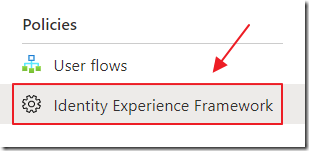 Policies
User flows
Identity Experience Framework